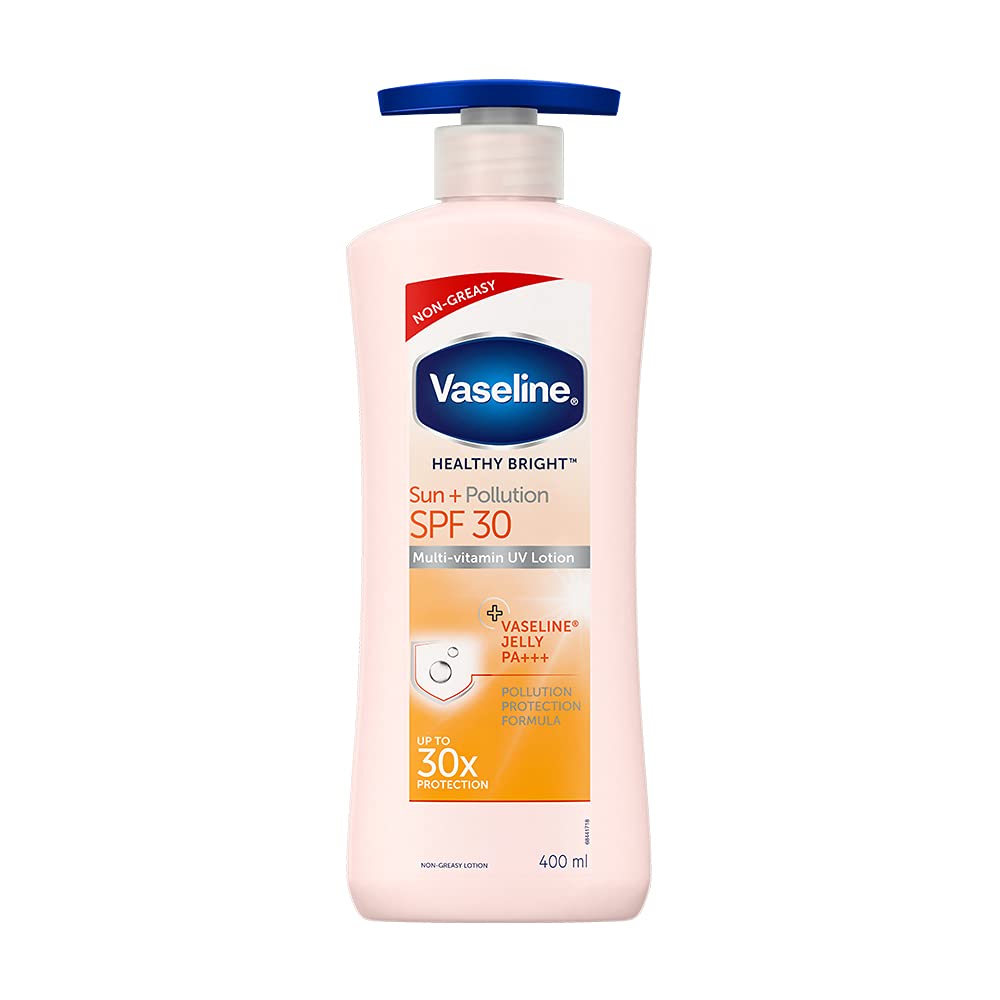 NON-GREASY
Vaseline®
HEALTHY BRIGHT™
Sun + Pollution
SPF 30
Multi-vitamin UV Lotion
+
VASELINE®
JELLY
PA+++
POLLUTION
PROTECTION
FORMULA
UP TO
30x
PROTECTION
68441718
NON-GREASY LOTION
400 ml